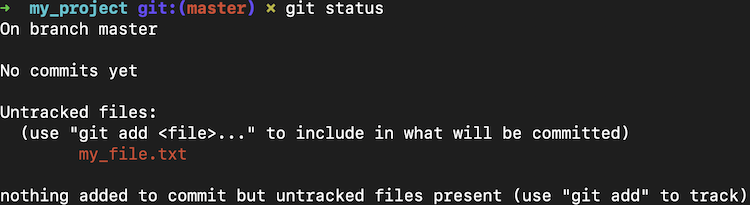 ➜  my_project git:(master) ✗ git status
On branch master

No commits yet

Untracked files:
  (use "git add <file>..." to include in what will be committed)
        my_file.txt

nothing added to commit but untracked files present (use "git add" to track)